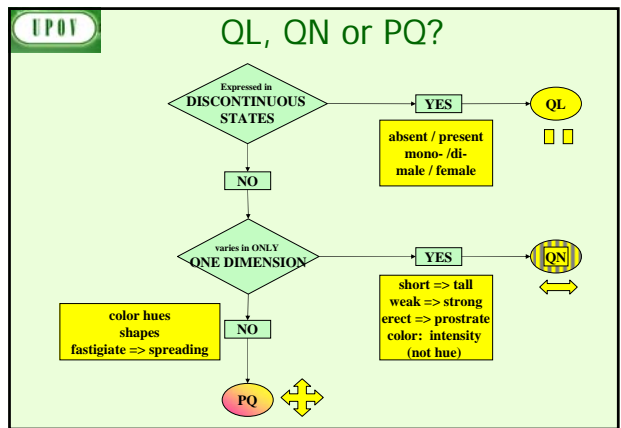 UPOV
QL, QN or PQ?
Expressed in
DISCONTINUOUS
STATES
YES
QL
absent / present
mono- /di-
male / female
NO
varies in ONLY
ONE DIMENSION
YES
QN
short => tall
weak => strong
erect => prostrate
color: intensity
(not hue)
color hues
shapes
fastigiate => spreading
NO
PQ